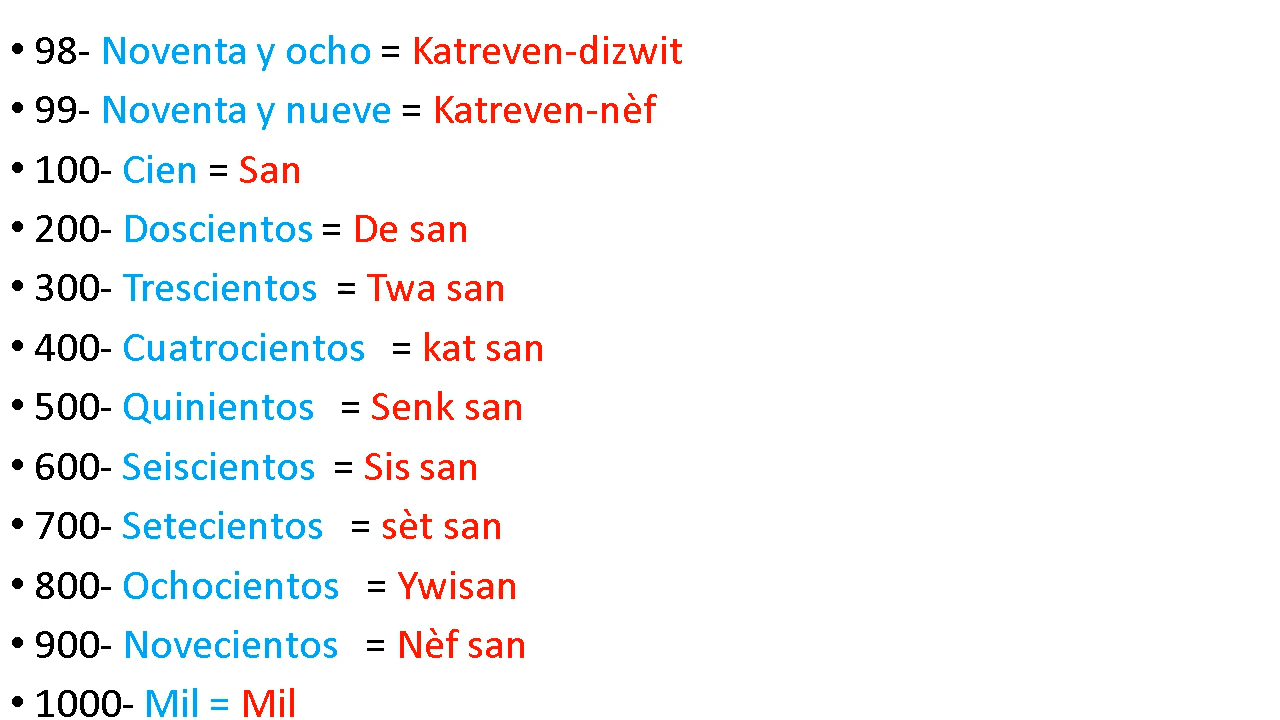 • 98- Noventa y ocho = Katreven-dizwit
• 99- Noventa y nueve = Katreven-nèf
• 100- Cien = San
• 200- Doscientos = De san
• 300- Trescientos = Twa san
• 400- Cuatrocientos = kat san
• 500- Quinientos = Senk san
• 600- Seiscientos = Sis san
• 700- Setecientos = sèt san
• 800- Ochocientos = Ywisan
• 900- Novecientos = Nèf san
• 1000- Mil = Mil